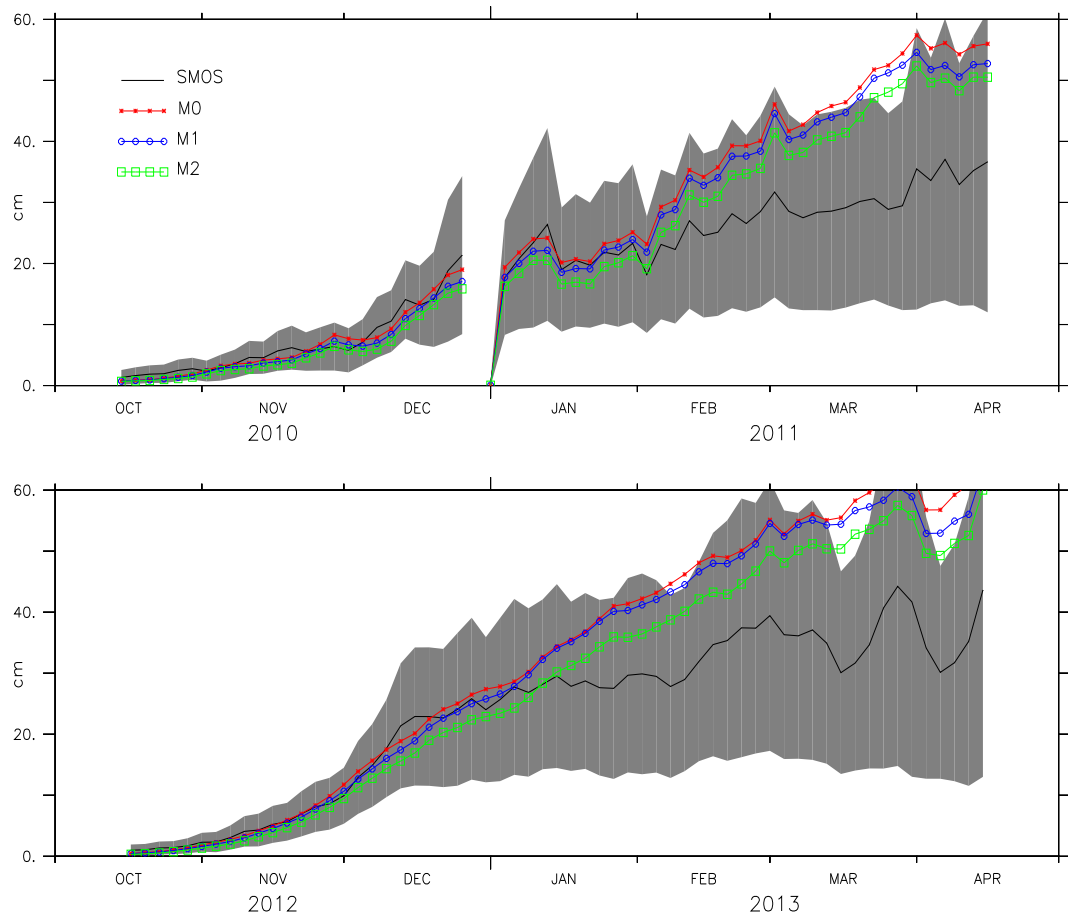 60.
SMOS
M0
M1
M2
40.
cm
20.
0.
OCT NOV DEC JAN FEB MAR APR
2010 2011
60.
40.
cm
20.
0.
OCT NOV DEC JAN FEB MAR APR
2012 2013